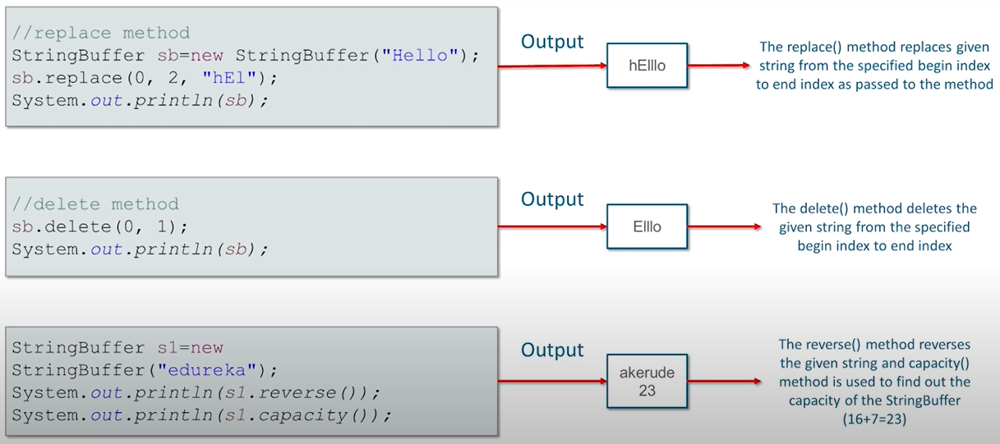 //replace method
StringBuffer sb=new StringBuffer("Hello");
sb.replace(0, 2, "hEl");
System.out.println(sb);
Output
hElllo
The replace() method replaces given
string from the specified begin index
to end index as passed to the method
//delete method
sb.delete(0, 1);
System.out.println(sb);
Output
Elllo
The delete() method deletes the
given string from the specified
begin index to end index
StringBuffer s1=new
StringBuffer("edureka");
System.out.println(s1.reverse());
System.out.println(s1.capacity());
Output
akerude
23
The reverse() method reverses
the given string and capacity()
method is used to find out the
capacity of the StringBuffer
(16+7=23)